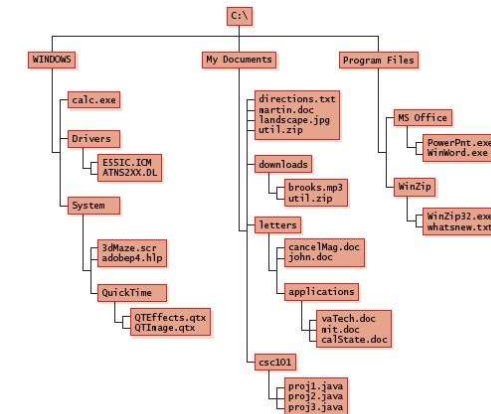 C:\
WINDOWS
calc.exe
Drivers
ESSIC.ICM
ATNS2XX.DL
System
3dMaze.scr
adobep4.hlp
QuickTime
QTEffects.qtx
QTImage.qtx
My Documents
directions.txt
martin.doc
landscape.jpg
util.zip
downloads
brooks.mp3
util.zip
letters
cancelMag.doc
john.doc
applications
vaTech.doc
mit.doc
calState.doc
csc101
proj1.java
proj2.java
proj3.java
Program Files
MS Office
PowerPnt.exe
WinWord.exe
WinZip
WinZip32.exe
whatsnew.txt